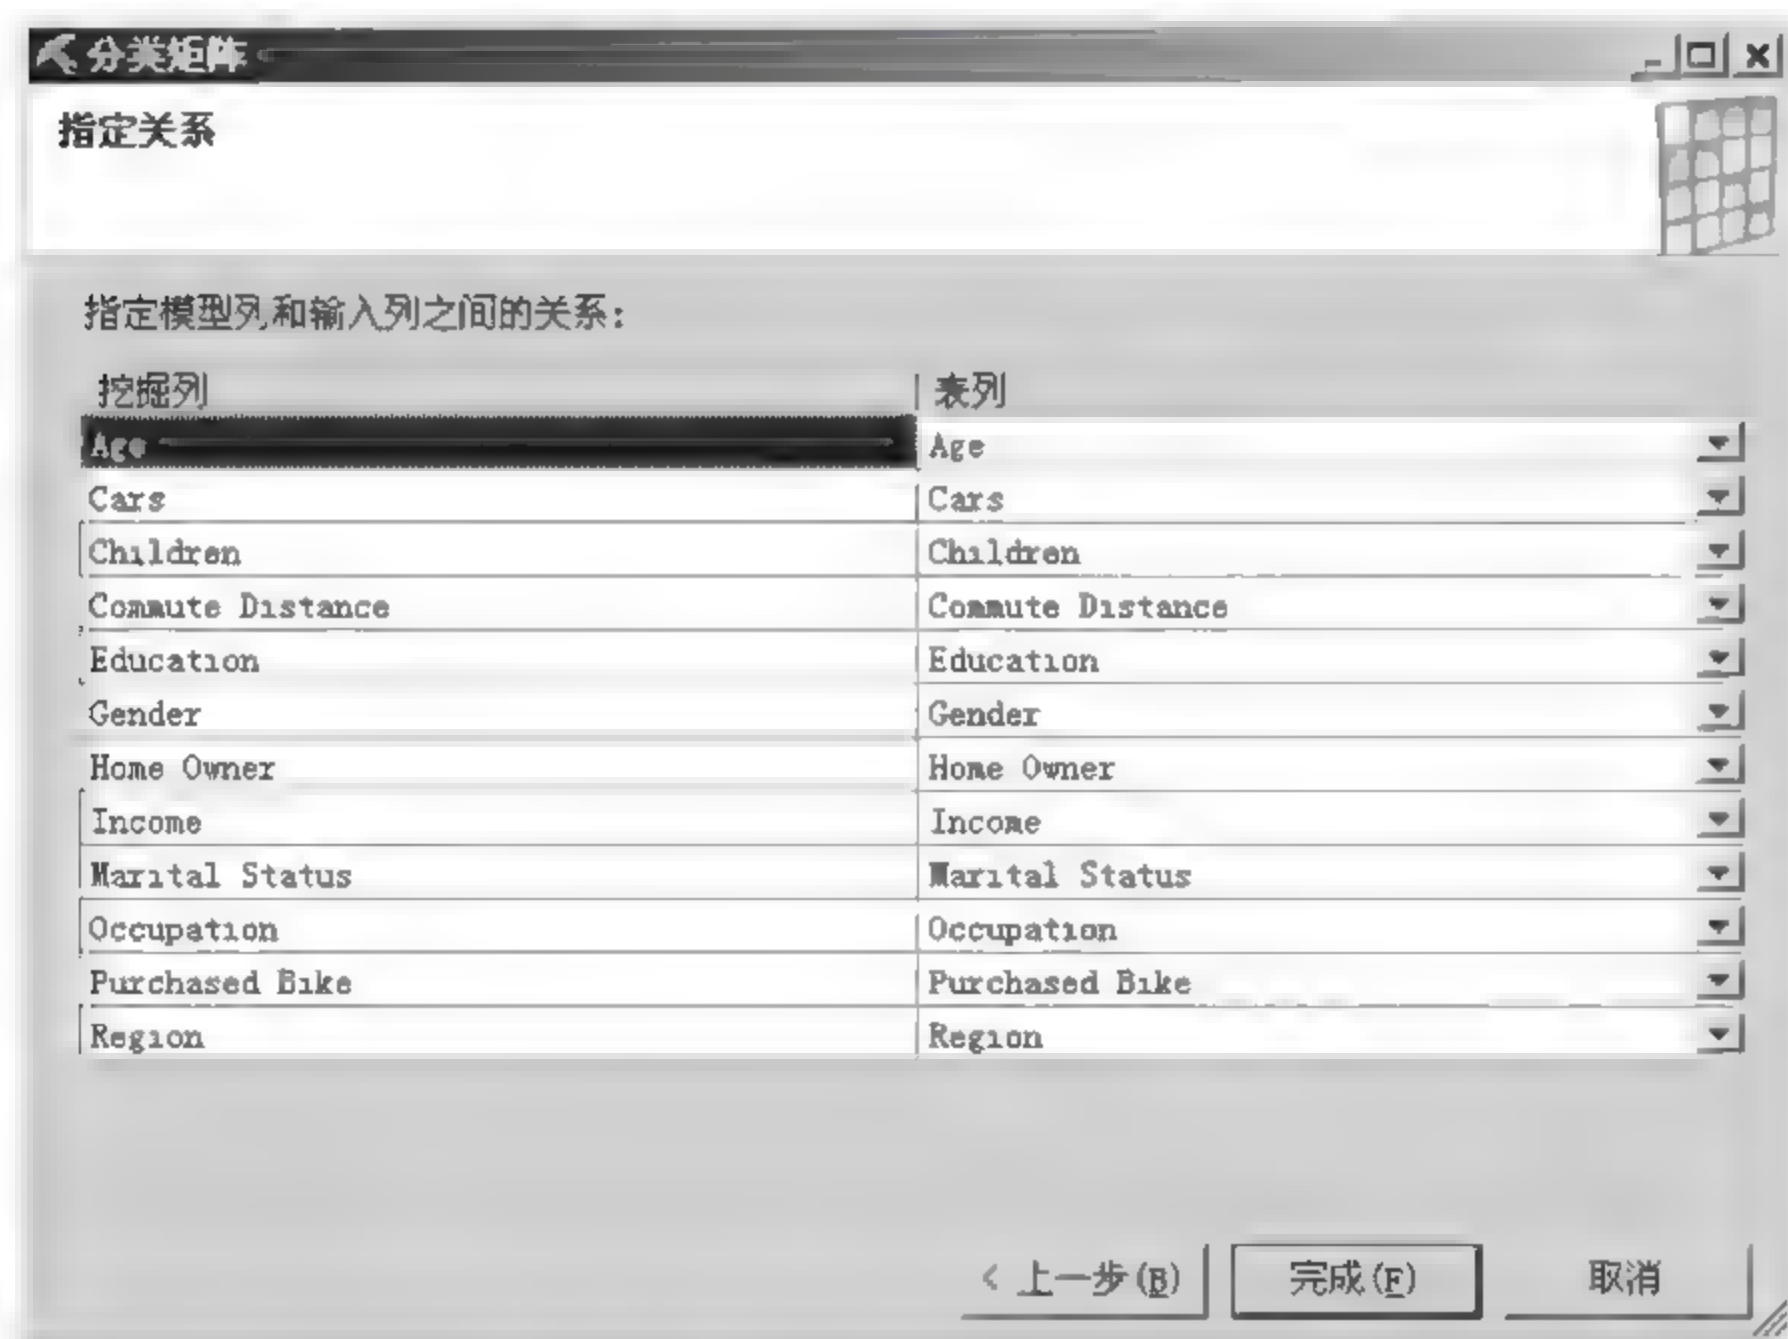 分类矩阵
指定关系
指定模型列和输入列之间的关系:
挖掘列 表列
Age Age
Cars Cars
Children Children
Commute Distance Commute Distance
Education Education
Gender Gender
Home Owner Home Owner
Income Income
Marital Status Marital Status
Occupation Occupation
Purchased Bike Purchased Bike
Region Region
< 上一步(B) 完成(F) 取消